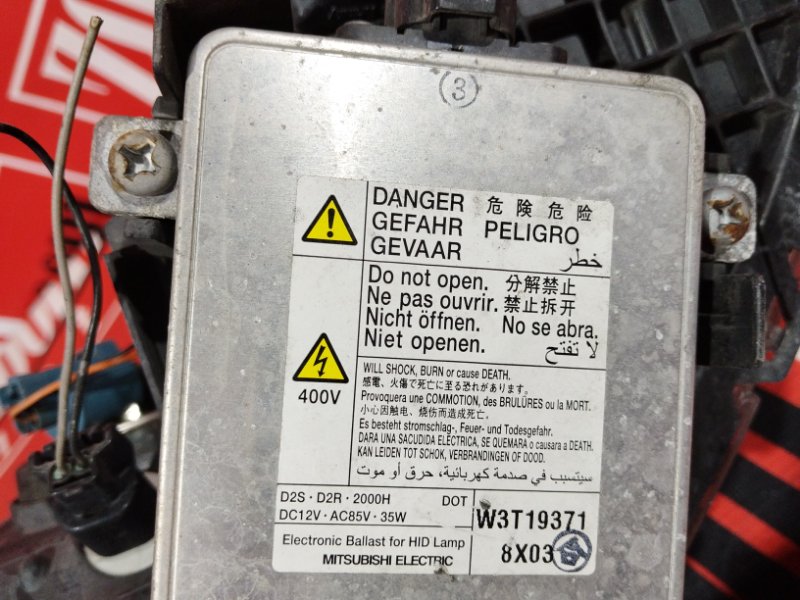 3
DANGER 危険 危险
GEFAHR PELIGRO
GEVAAR خطر
Do not open. 分解禁止
Ne pas ouvrir. 禁止拆开
Nicht öffnen. No se abra.
Niet openen. لا تفتح
400V
WILL SHOCK, BURN or cause DEATH.
感電、火傷で死亡に至る恐れがあります。
Provoquera une COMMOTION, des BRULÛRES ou la MORT.
小心因触电、烧伤而造成死亡.
Es besteht stromschlag-, Feuer- und Todesgefahr.
DARA UNA SACUDIDA ELECTRICA, SE QUEMARA o causara a DEATH.
KAN LEIDEN TOT SCHOK, VERBRANDINGEN OF DOOD.
سيتسبب في صدمة كهربائية، حرق أو موت
D2S · D2R · 2000H DOT
DC12V · AC85V · 35W W3T19371
Electronic Ballast for HID Lamp 8X03
MITSUBISHI ELECTRIC